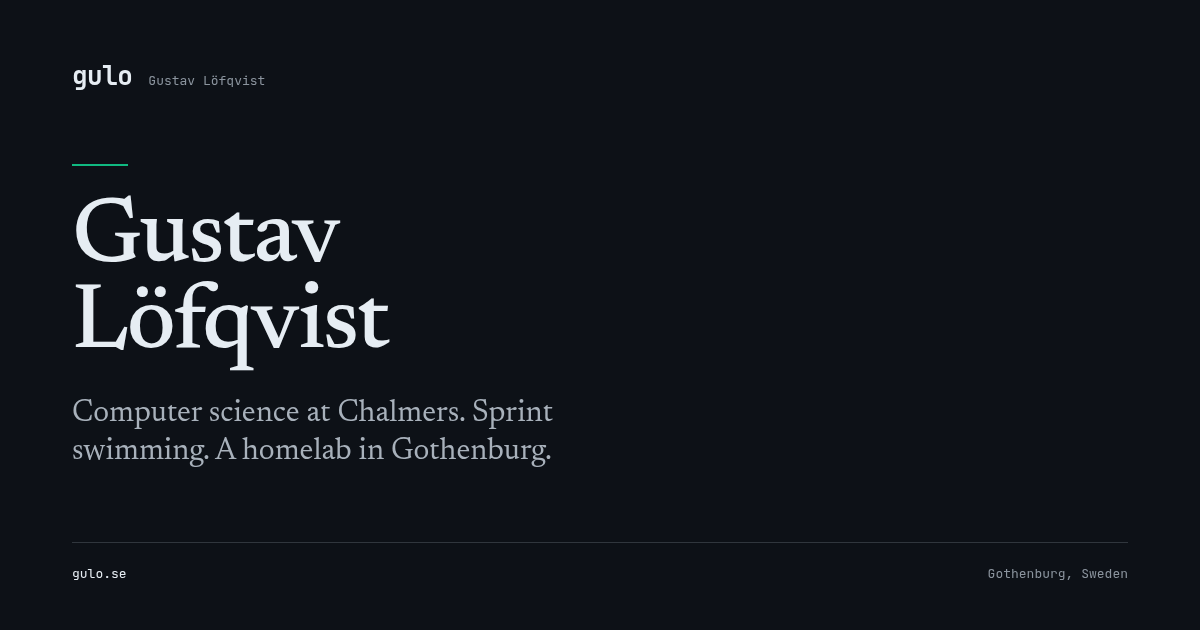 gulo Gustav Löfqvist
Gustav
Löfqvist
Computer science at Chalmers. Sprint
swimming. A homelab in Gothenburg.
gulo.se Gothenburg, Sweden